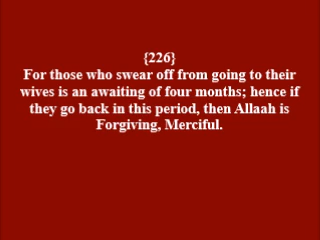 {226}
For those who swear off from going to their
wives is an awaiting of four months; hence if
they go back in this period, then Allaah is
Forgiving, Merciful.